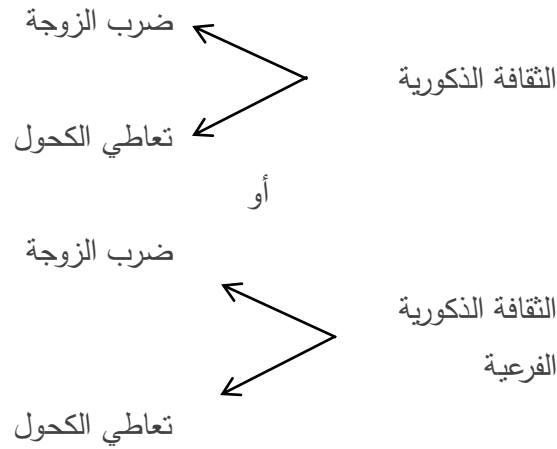 ضرب الزوجة
الثقافة الذكورية
تعاطي الكحول
أو
ضرب الزوجة
الثقافة الذكورية
الفرعية
تعاطي الكحول